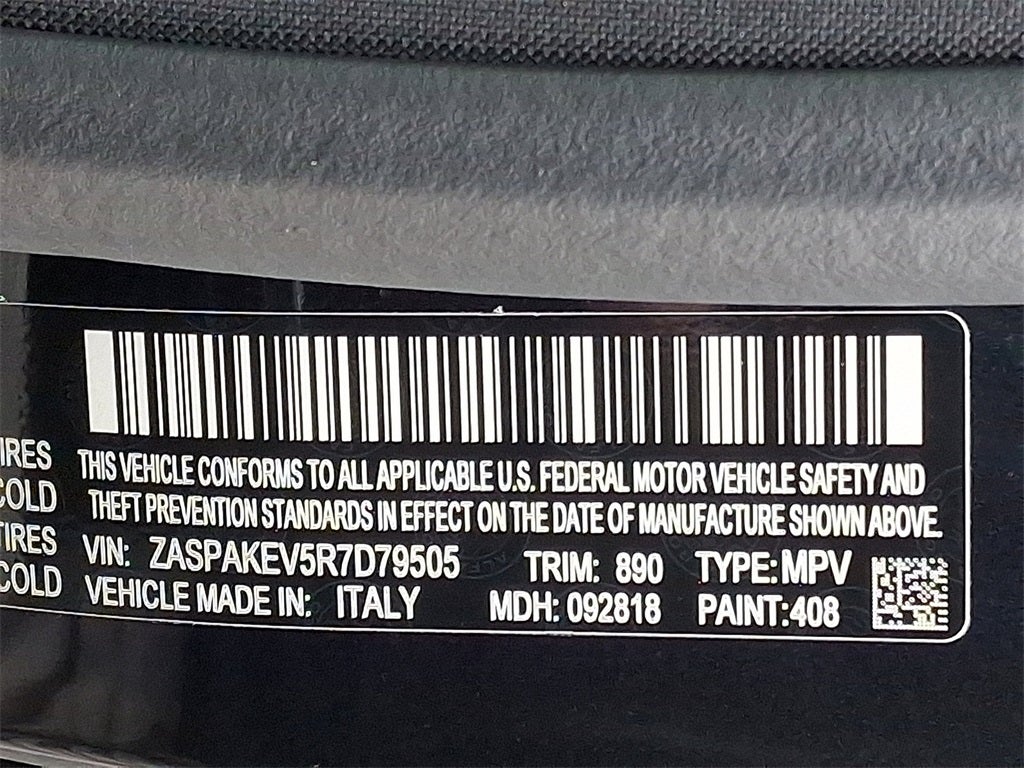 IRES
COLD
TIRES
COLD
THIS VEHICLE CONFORMS TO ALL APPLICABLE U.S. FEDERAL MOTOR VEHICLE SAFETY AND
THEFT PREVENTION STANDARDS IN EFFECT ON THE DATE OF MANUFACTURE SHOWN ABOVE.
VIN: ZASPAKEV5R7D79505 TRIM: 890 TYPE: MPV
VEHICLE MADE IN: ITALY MDH: 092818 PAINT: 408